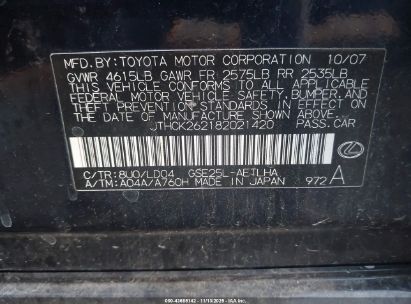 MFD.BY:TOYOTA MOTOR CORPORATION 10/07
GVWR 4615LB GAWR FR 2575LB RR 2535LB
THIS VEHICLE CONFORMS TO ALL APPLICABLE
FEDERAL MOTOR VEHICLE SAFETY, BUMPER, AND
THEFT PREVENTION STANDARDS IN EFFECT ON
THE DATE OF MANUFACTURE SHOWN ABOVE.
JTHCK262182021420 PASS.CAR
C/TR:8U0/LD04 GSE25L-AETLHA
A/TM:A04A/A760H MADE IN JAPAN 972A